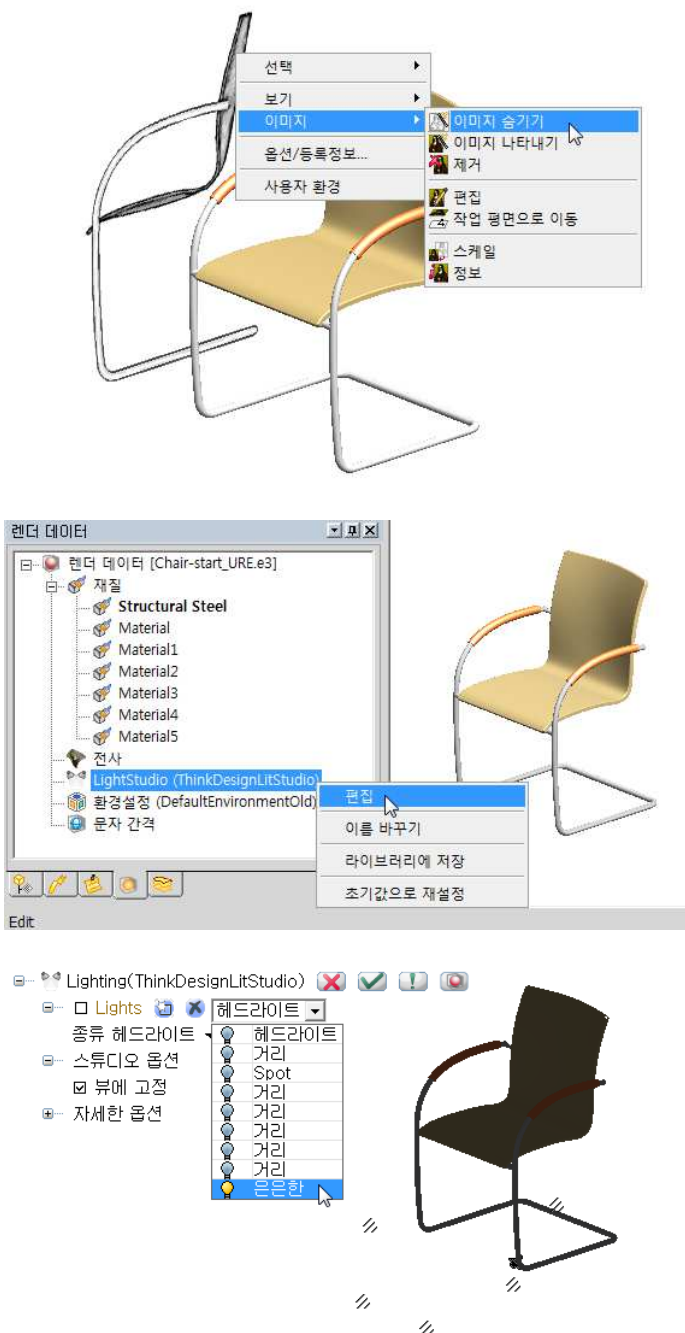 선택
보기
이미지
옵션/등록정보...
사용자 환경
이미지 숨기기
이미지 나타내기
제거
편집
작업 평면으로 이동
스케일
정보
렌더 데이터
렌더 데이터 [Chair-start_URE.e3]
재질
Structural Steel
Material
Material1
Material2
Material3
Material4
Material5
전사
LightStudio (ThinkDesignLitStudio)
환경설정 (DefaultEnvironmentOld)
문자 간격
편집
이름 바꾸기
라이브러리에 저장
초기값으로 재설정
Edit
Lighting(ThinkDesignLitStudio)
Lights 헤드라이트
종류 헤드라이트
스튜디오 옵션
뷰에 고정
자세한 옵션
헤드라이트
거리
Spot
거리
거리
거리
거리
거리
은은한